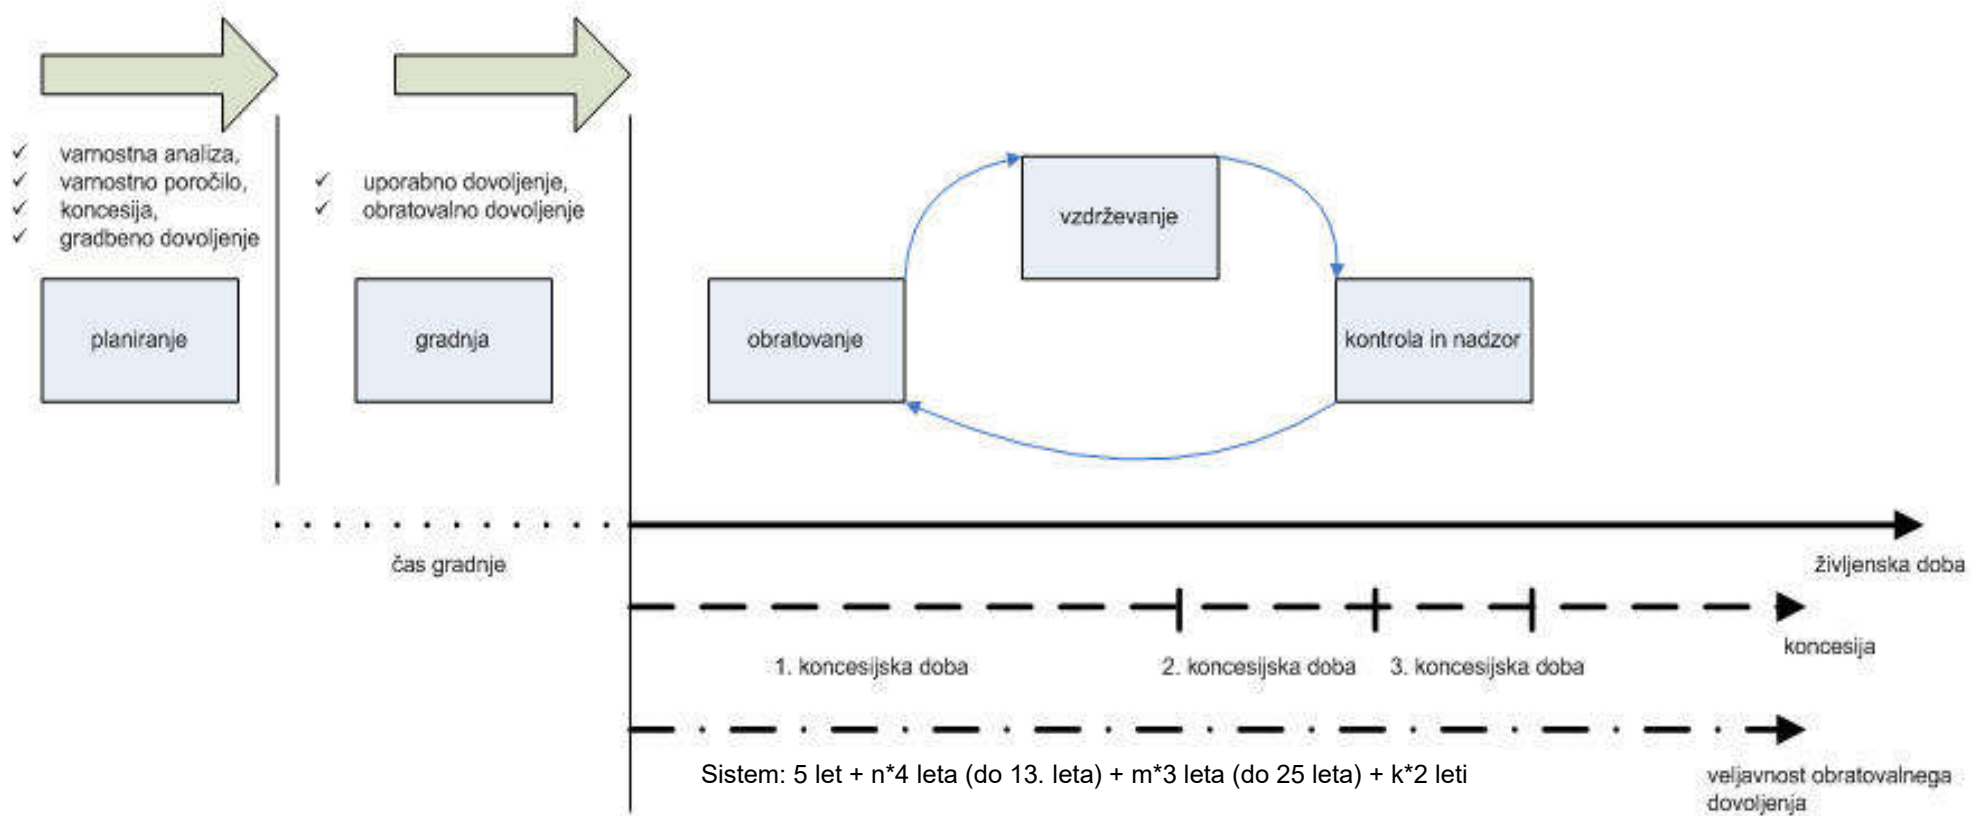 varnostna analiza,
varnostno poročilo,
koncesija,
gradbeno dovoljenje
uporabno dovoljenje,
obratovalno dovoljenje
planiranje
gradnja
obratovanje
vzdrževanje
kontrola in nadzor
čas gradnje
življenska doba
koncesija
1. koncesijska doba
2. koncesijska doba
3. koncesijska doba
Sistem: 5 let + n*4 leta (do 13. leta) + m*3 leta (do 25 leta) + k*2 leti
veljavnost obratovalnega
dovoljenja